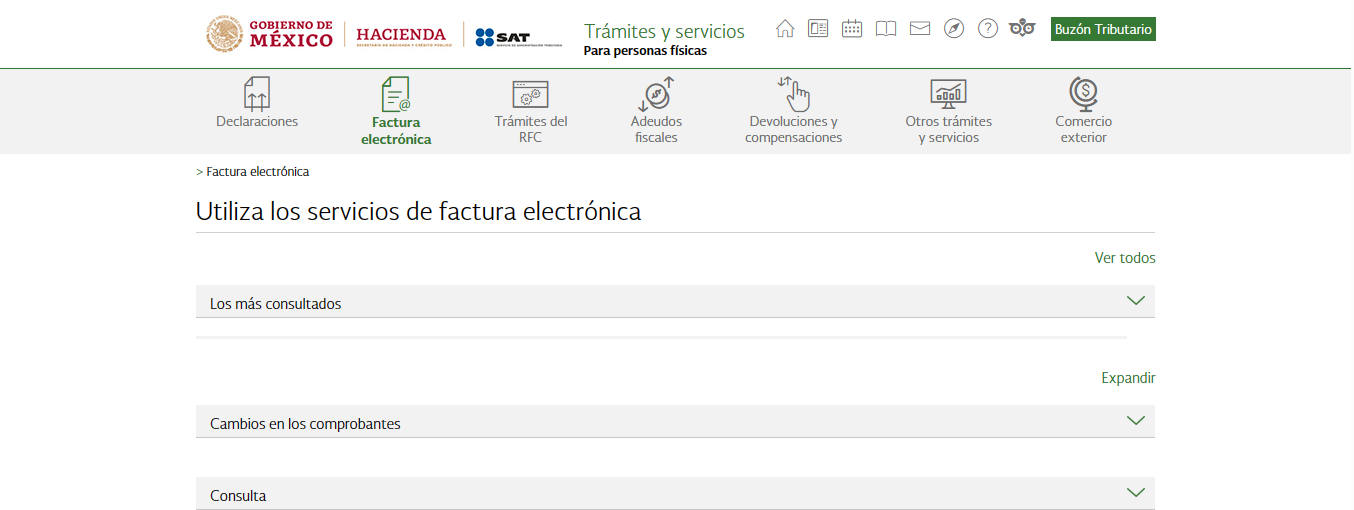 GOBIERNO DE
MÉXICO
HACIENDA
SECRETARÍA DE HACIENDA Y CRÉDITO PÚBLICO
SAT
SERVICIO DE ADMINISTRACIÓN TRIBUTARIA
Trámites y servicios
Para personas físicas
?
Buzón Tributario
Declaraciones
@
Factura
electrónica
Trámites del
RFC
Adeudos
fiscales
Devoluciones y
compensaciones
Otros trámites
y servicios
$
Comercio
exterior
> Factura electrónica
Utiliza los servicios de factura electrónica
Ver todos
Los más consultados
Expandir
Cambios en los comprobantes
Consulta